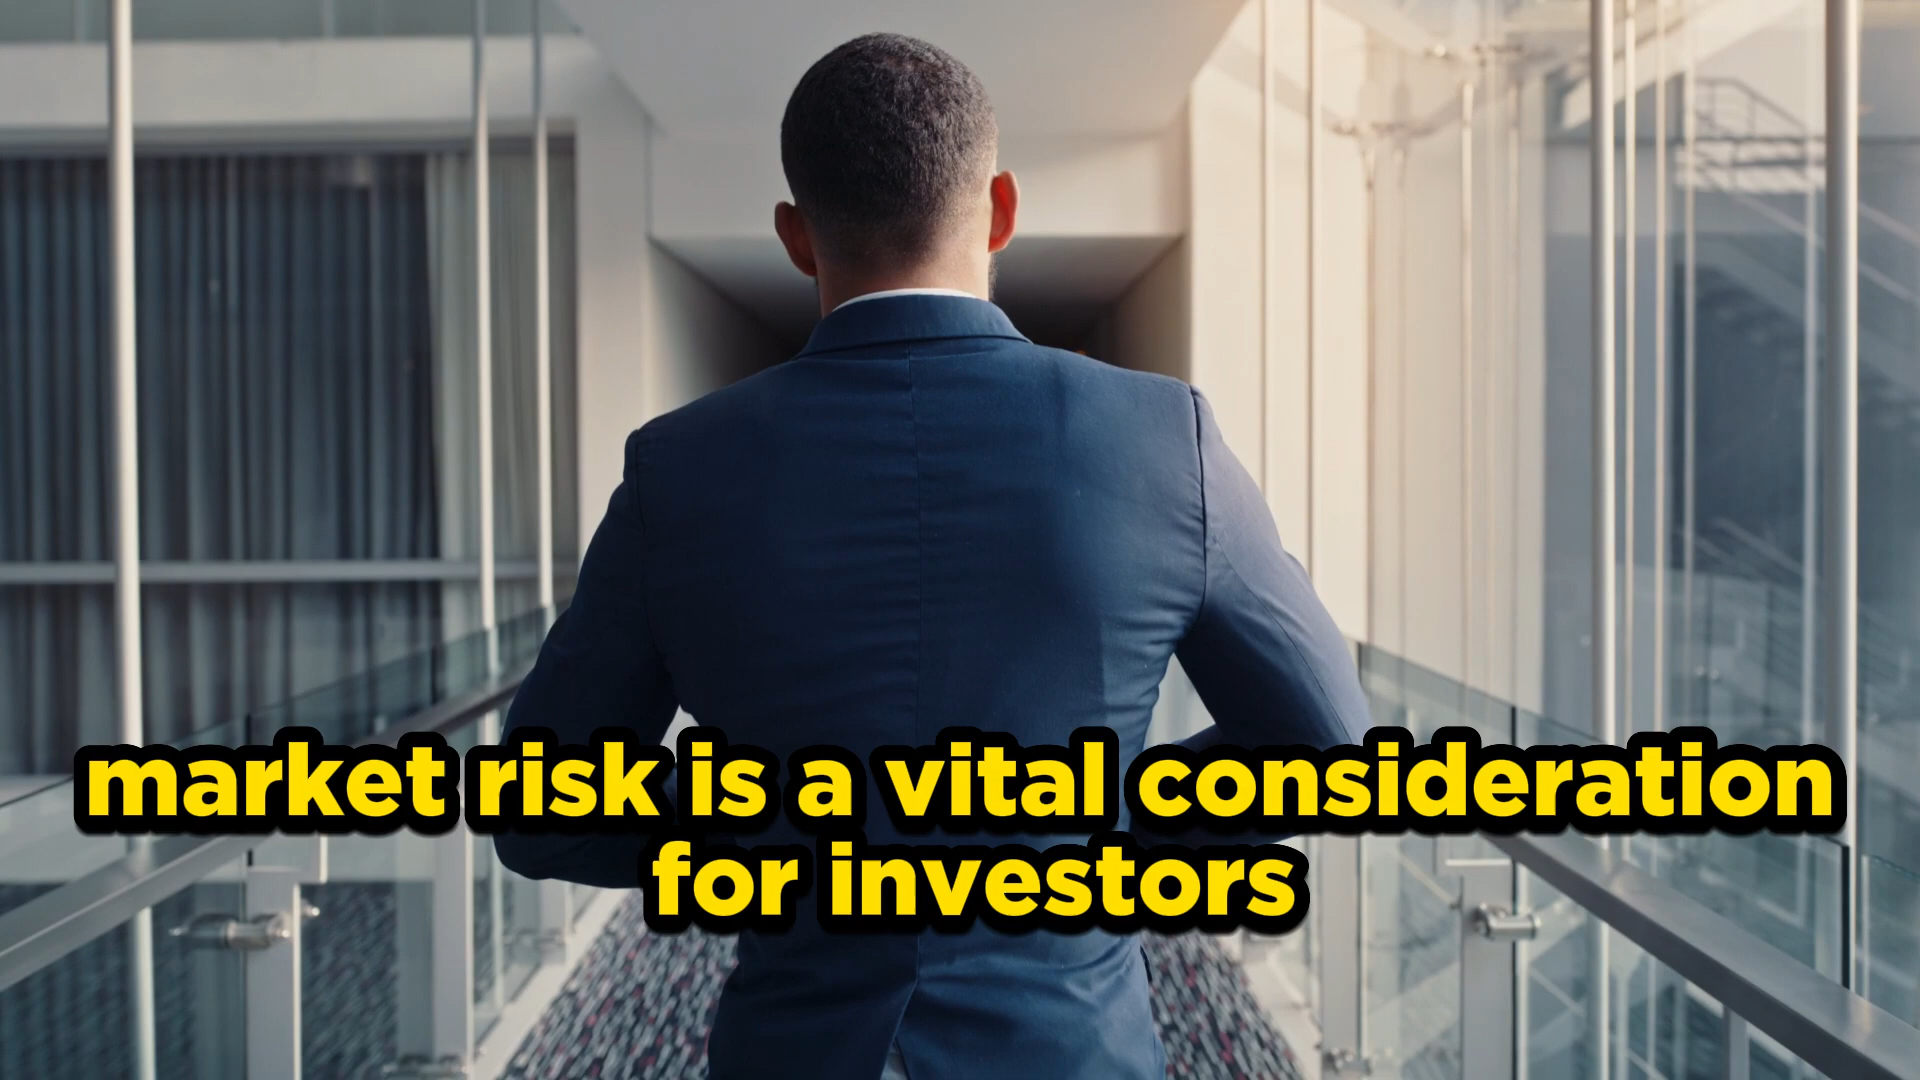 market risk is a vital consideration
for investors